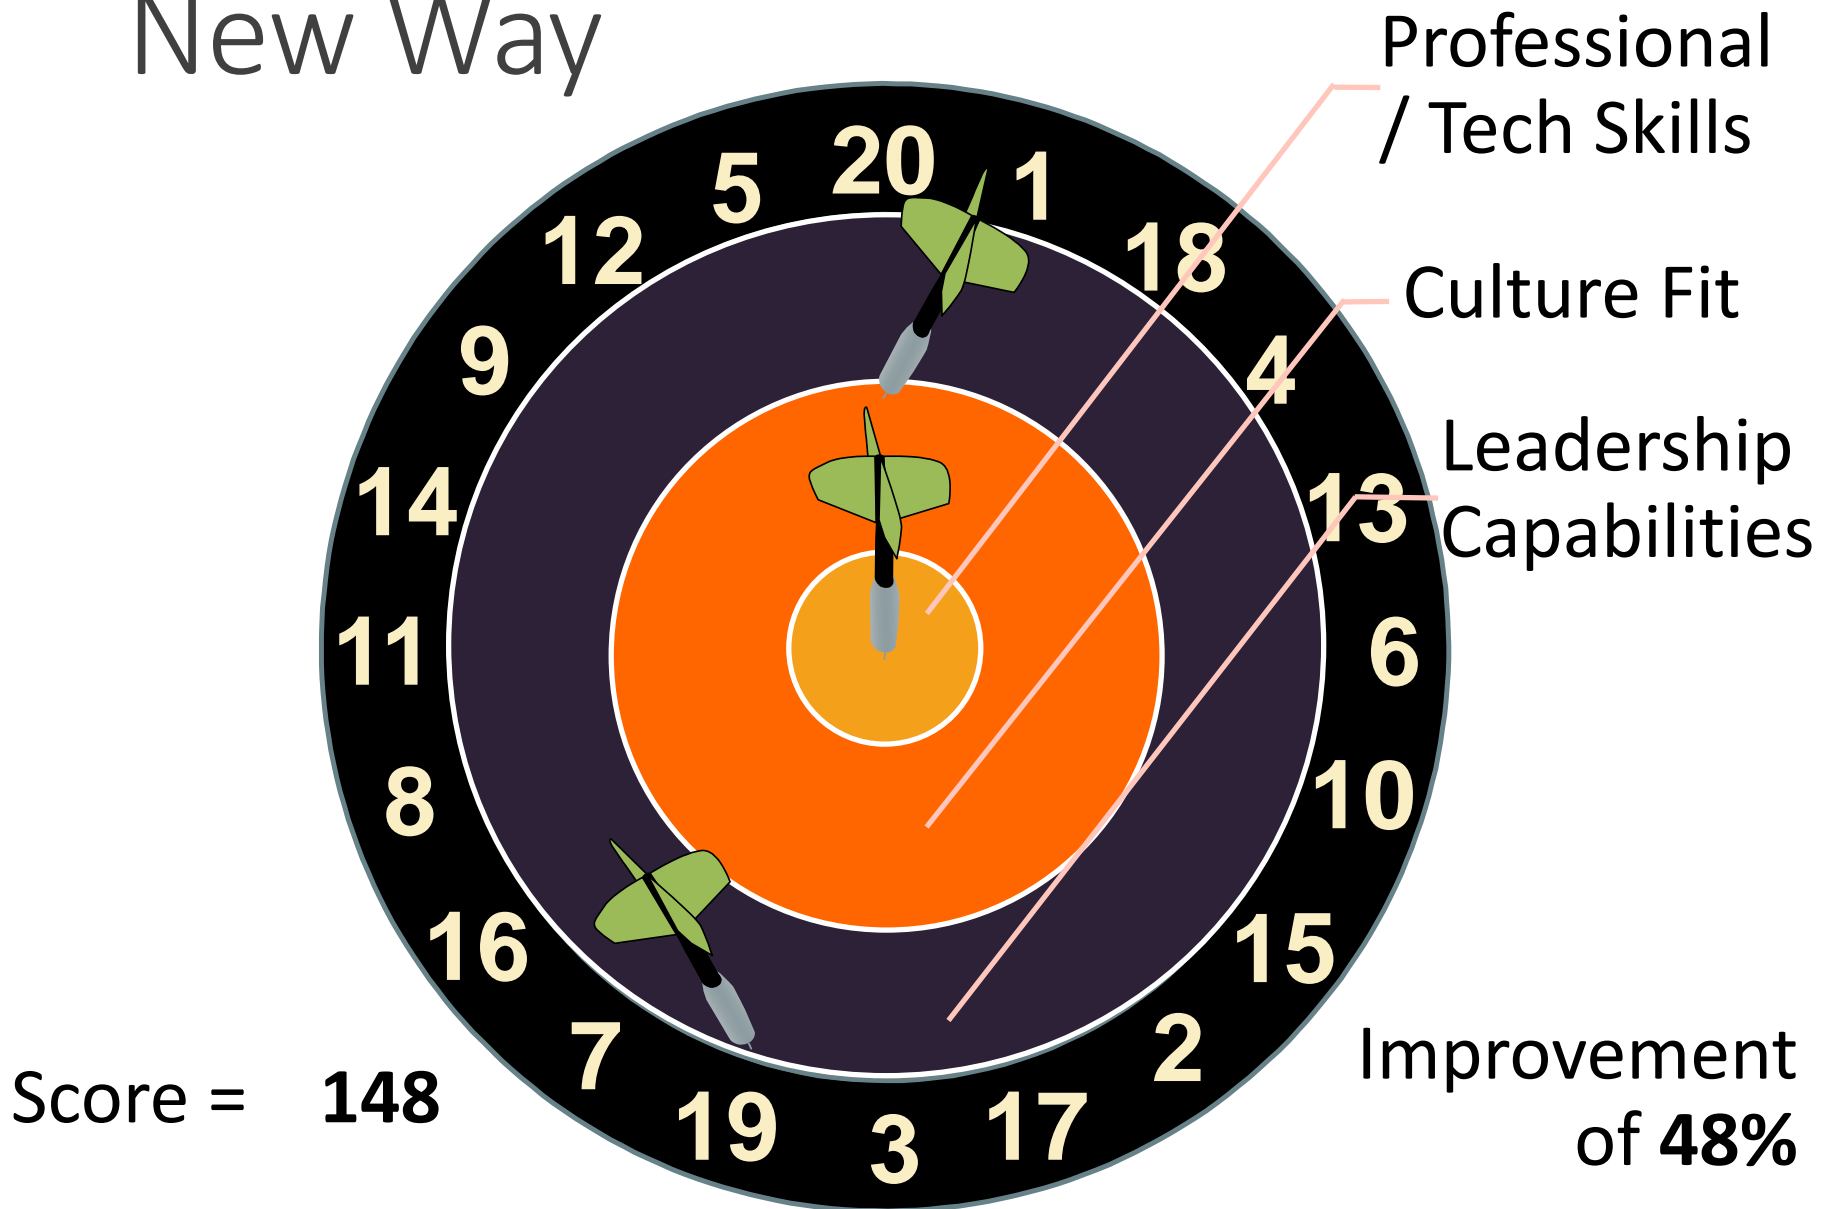 New Way
Professional
/ Tech Skills
Culture Fit
Leadership
Capabilities
20
1
18
4
13
6
10
15
2
17
3
19
7
16
8
11
14
9
12
5
Score = 148
Improvement
of 48%